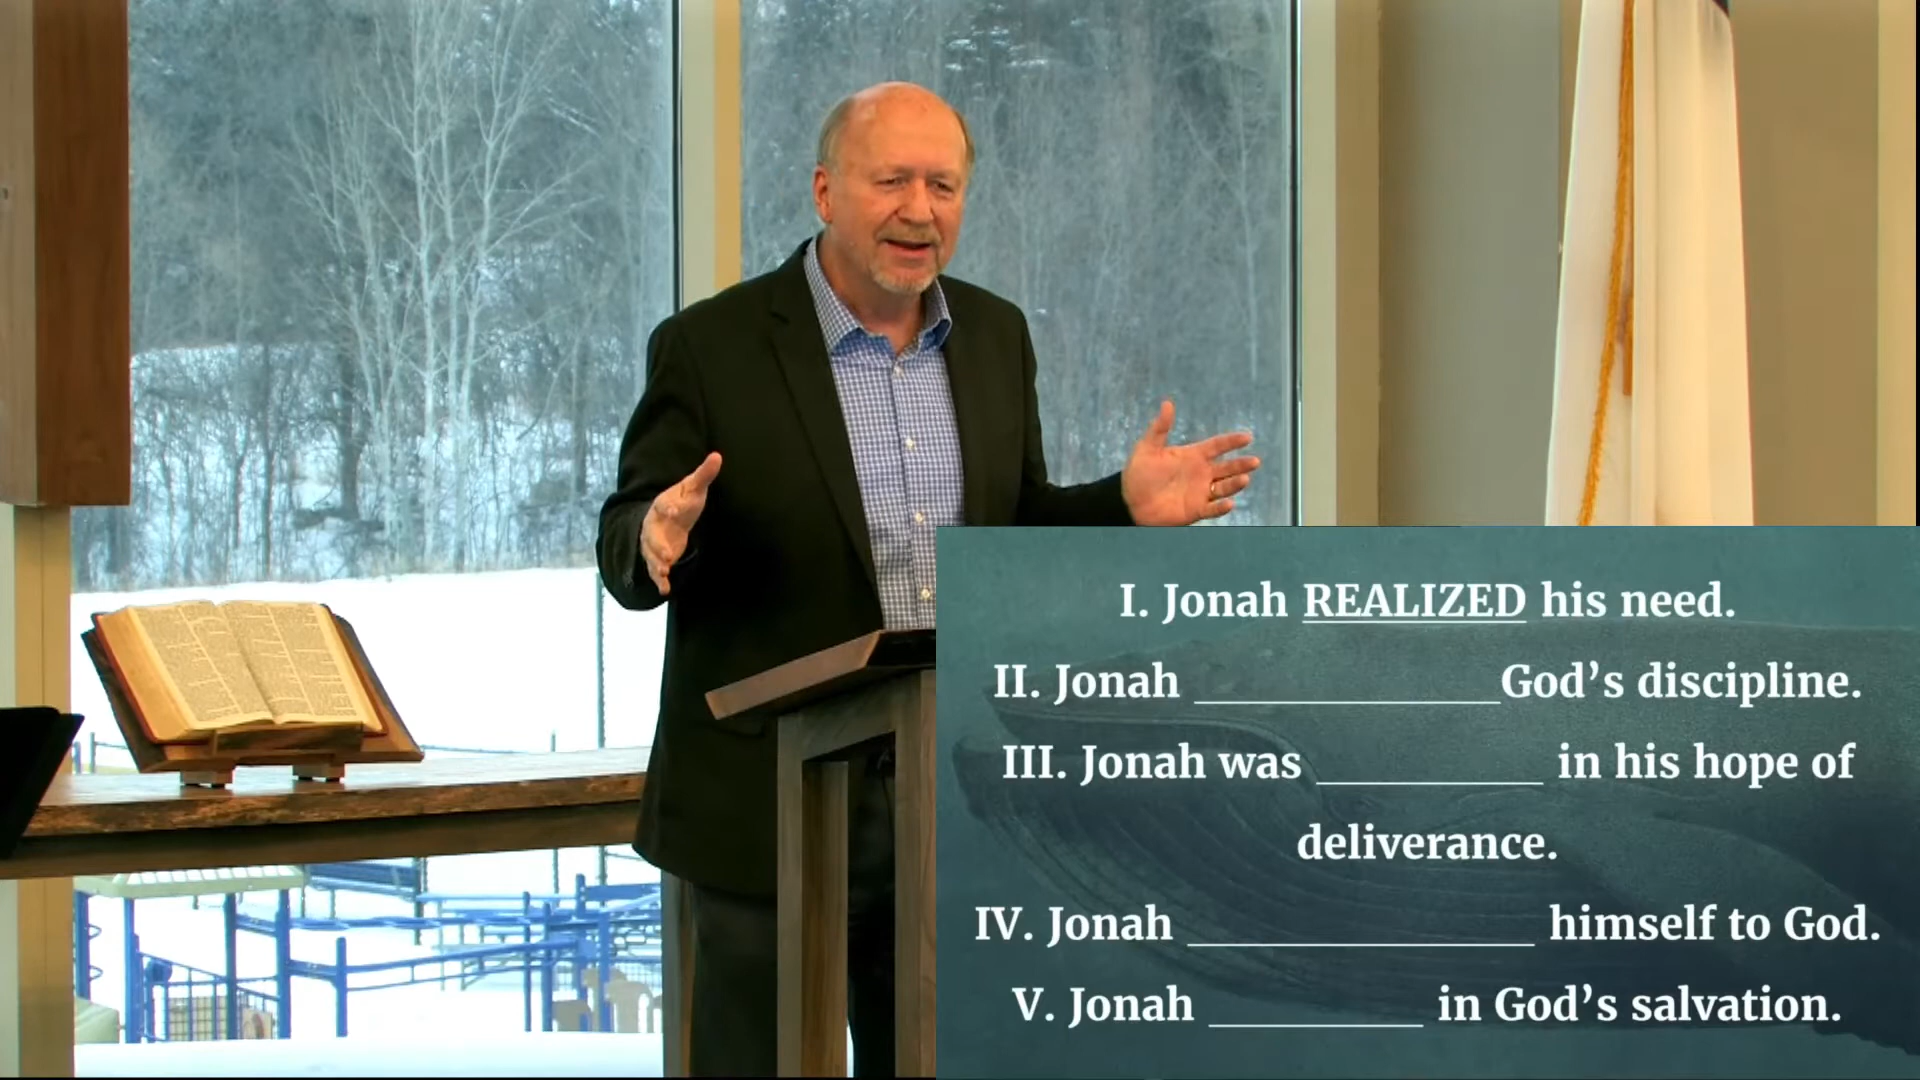 I. Jonah REALIZED his need.
II. Jonah ______________God’s discipline.
III. Jonah was __________ in his hope of
deliverance.
IV. Jonah ________________ himself to God.
V. Jonah __________ in God’s salvation.